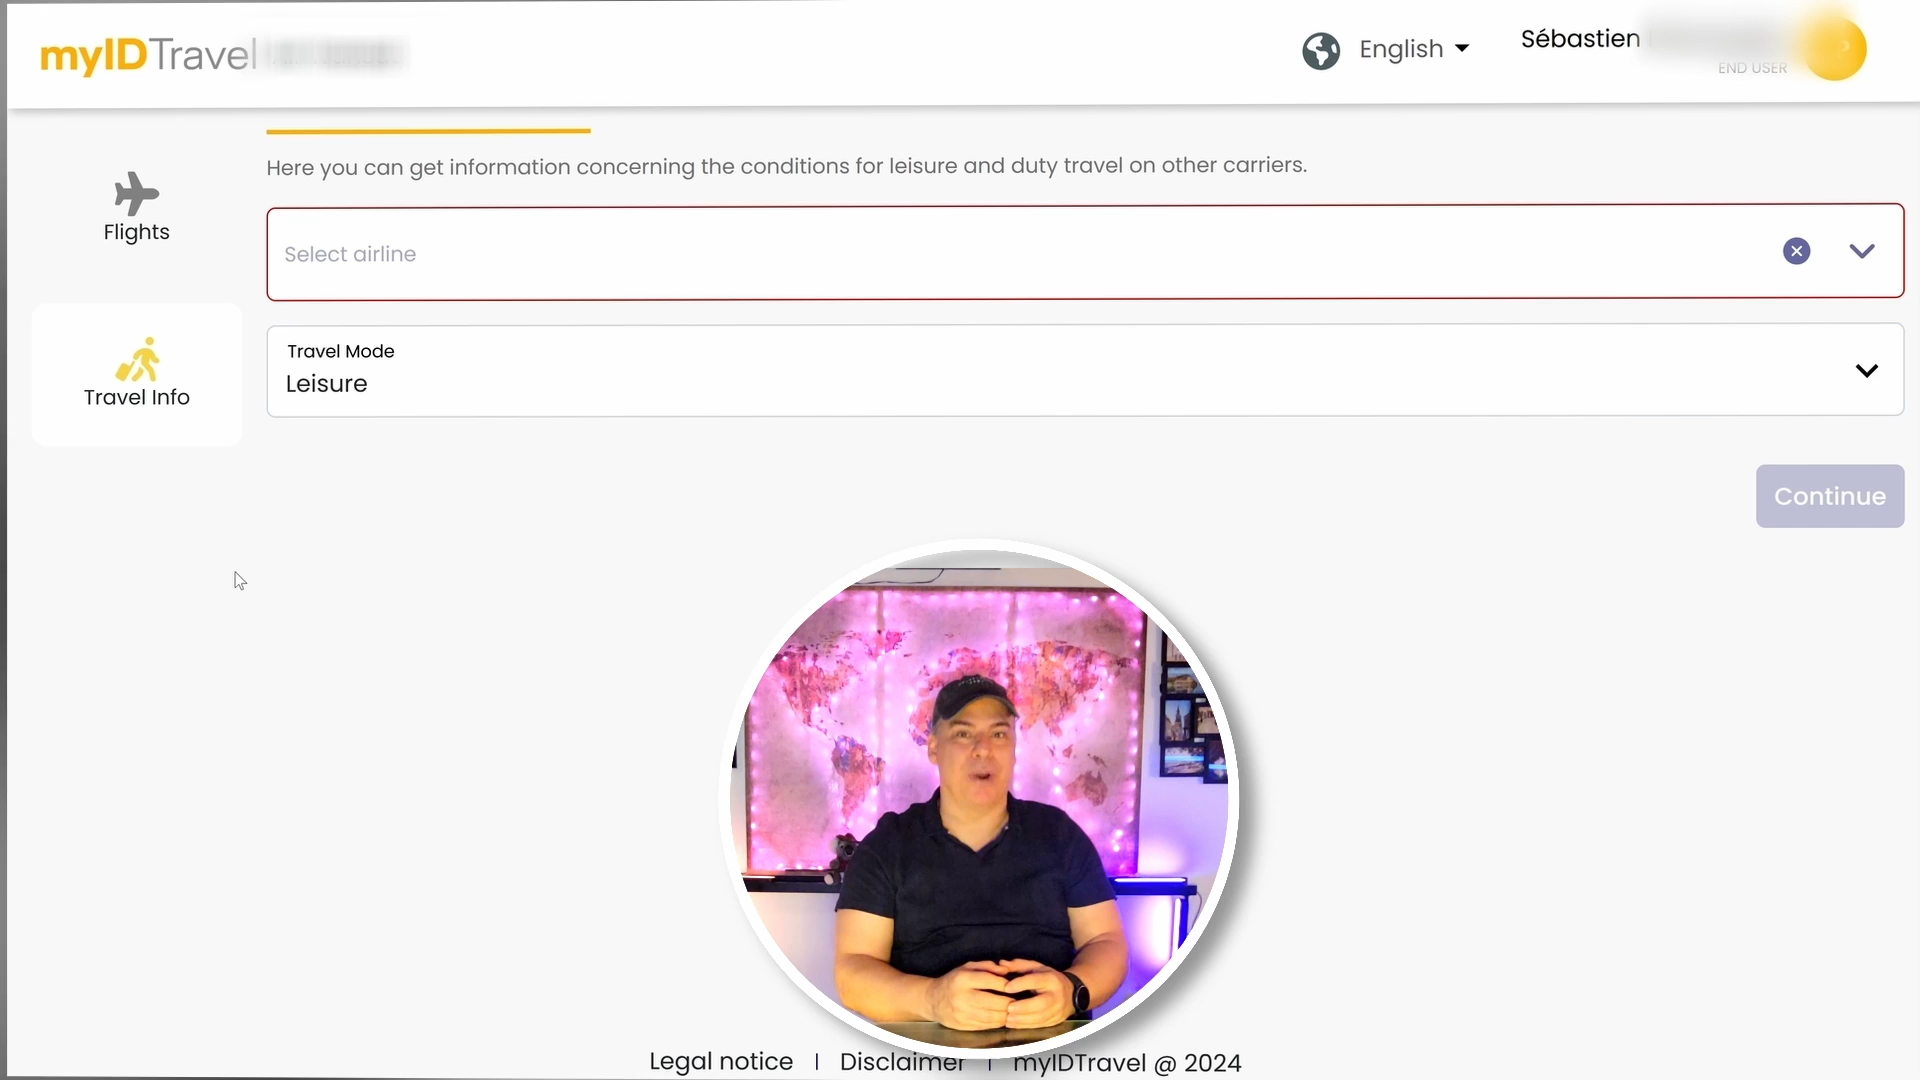 myIDTravel
English
Sébastien
END USER
Here you can get information concerning the conditions for leisure and duty travel on other carriers.
Flights
Select airline
Travel Mode
Leisure
Travel Info
Continue
Legal notice | Disclaimer | myIDTravel @ 2024